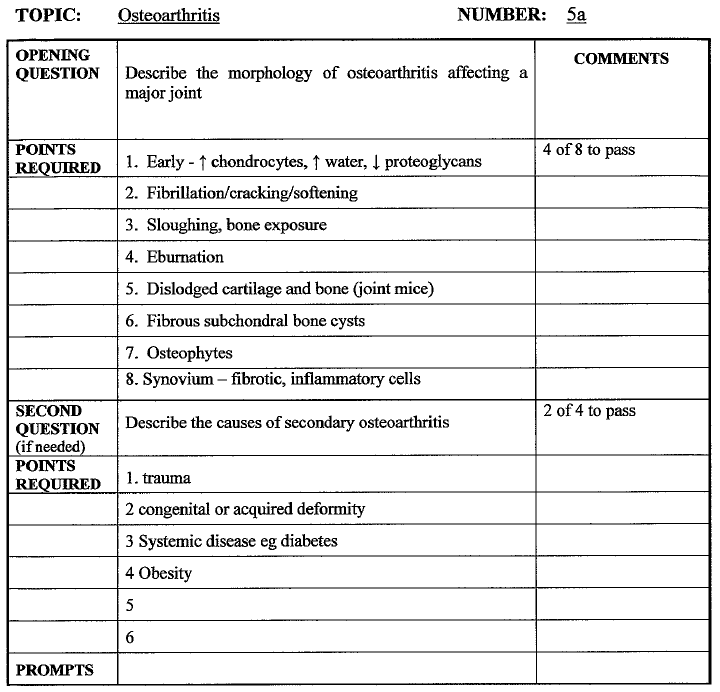 TOPIC: Osteoarthritis NUMBER: 5a
OPENING
QUESTION
Describe the morphology of osteoarthritis affecting a
major joint
COMMENTS
POINTS
REQUIRED
1. Early - ↑ chondrocytes, ↑ water, ↓ proteoglycans
4 of 8 to pass
2. Fibrillation/cracking/softening
3. Sloughing, bone exposure
4. Eburnation
5. Dislodged cartilage and bone (joint mice)
6. Fibrous subchondral bone cysts
7. Osteophytes
8. Synovium – fibrotic, inflammatory cells
SECOND
QUESTION
(if needed)
Describe the causes of secondary osteoarthritis
2 of 4 to pass
POINTS
REQUIRED
1. trauma
2 congenital or acquired deformity
3 Systemic disease eg diabetes
4 Obesity
5
6
PROMPTS